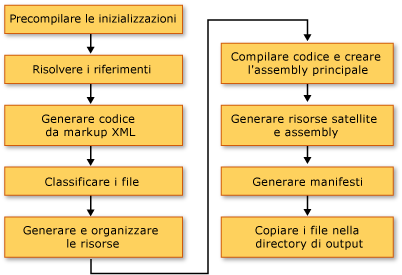 Precompilare le inizializzazioni
Risolvere i riferimenti
Generare codice
da markup XML
Classificare i file
Generare e organizzare
le risorse
Compilare codice e creare
l'assembly principale
Generare risorse satellite
e assembly
Generare manifesti
Copiare i file nella
directory di output